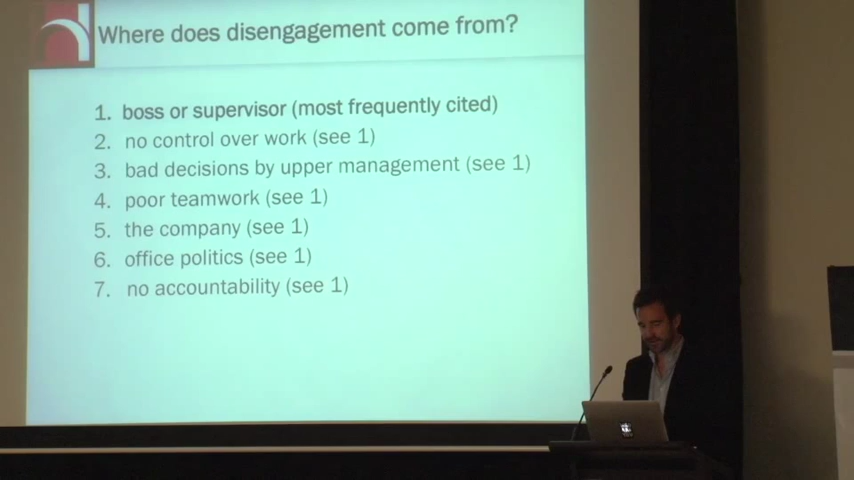 Where does disengagement come from?
1. boss or supervisor (most frequently cited)
2. no control over work (see 1)
3. bad decisions by upper management (see 1)
4. poor teamwork (see 1)
5. the company (see 1)
6. office politics (see 1)
7. no accountability (see 1)